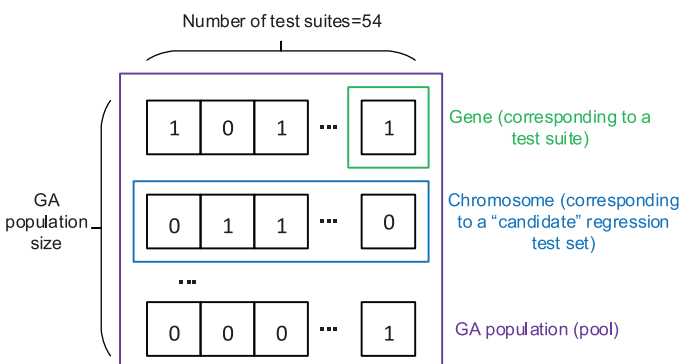 Number of test suites=54
1 0 1 ... 1
Gene (corresponding to a
test suite)
GA
population
size
0 1 1 ... 0
Chromosome (corresponding
to a “candidate” regression
test set)
...
0 0 0 ... 1
GA population (pool)